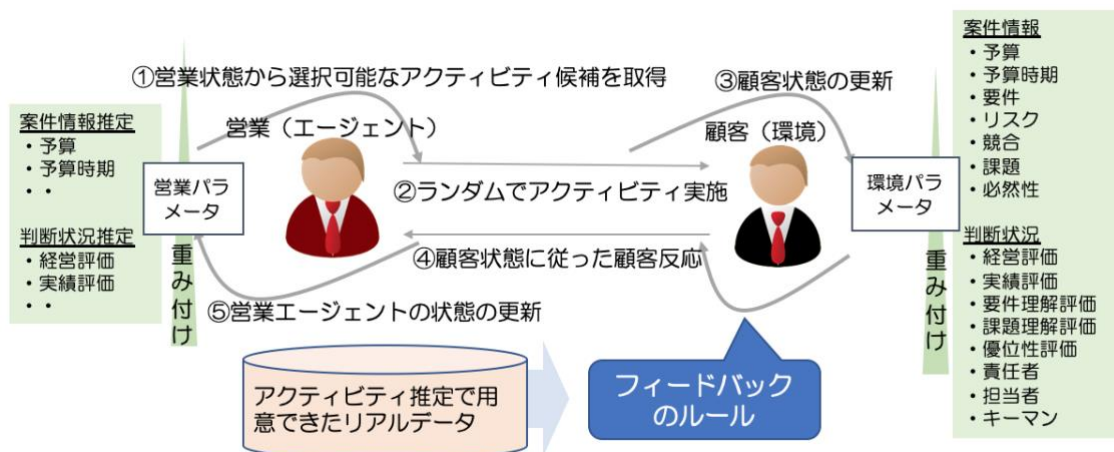 ①営業状態から選択可能なアクティビティ候補を取得
③顧客状態の更新
案件情報推定
・予算
・予算時期
・・
判断状況推定
・経営評価
・実績評価
・・
営業パラ
メータ
重み付け
営業（エージェント）
顧客（環境）
②ランダムでアクティビティ実施
④顧客状態に従った顧客反応
⑤営業エージェントの状態の更新
環境パラ
メータ
重み付け
案件情報
・予算
・予算時期
・要件
・リスク
・競合
・課題
・必然性
判断状況
・経営評価
・実績評価
・要件理解評価
・課題理解評価
・優位性評価
・責任者
・担当者
・キーマン
アクティビティ推定で用
意できたリアルデータ
フィードバック
のルール